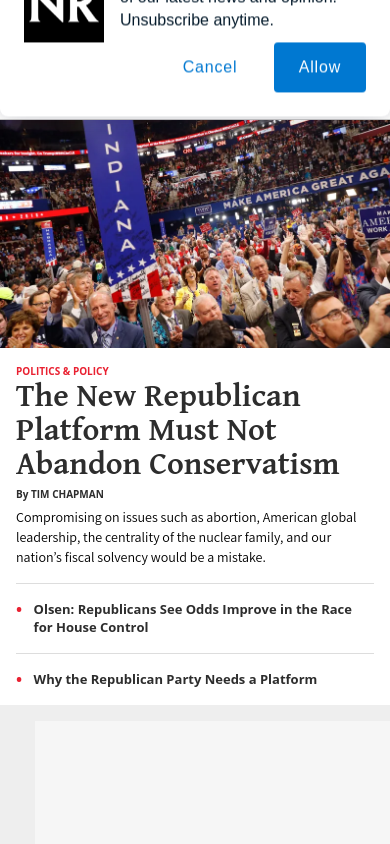 NR
of our latest news and opinion.
Unsubscribe anytime.
Cancel
Allow
INDIANA
MAKE AMERICA GREAT AGA
POLITICS & POLICY
The New Republican
Platform Must Not
Abandon Conservatism
By TIM CHAPMAN
Compromising on issues such as abortion, American global
leadership, the centrality of the nuclear family, and our
nation’s fiscal solvency would be a mistake.
• Olsen: Republicans See Odds Improve in the Race
for House Control
• Why the Republican Party Needs a Platform